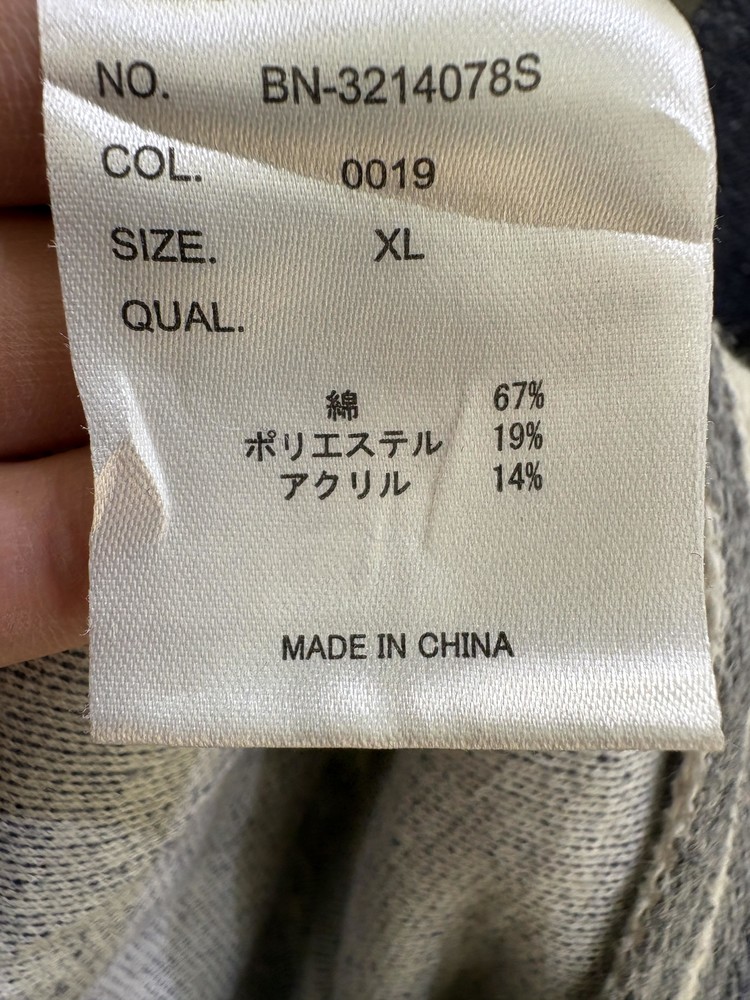 NO. BN-3214078S
COL. 0019
SIZE. XL
QUAL.
綿 67%
ポリエステル 19%
アクリル 14%
MADE IN CHINA